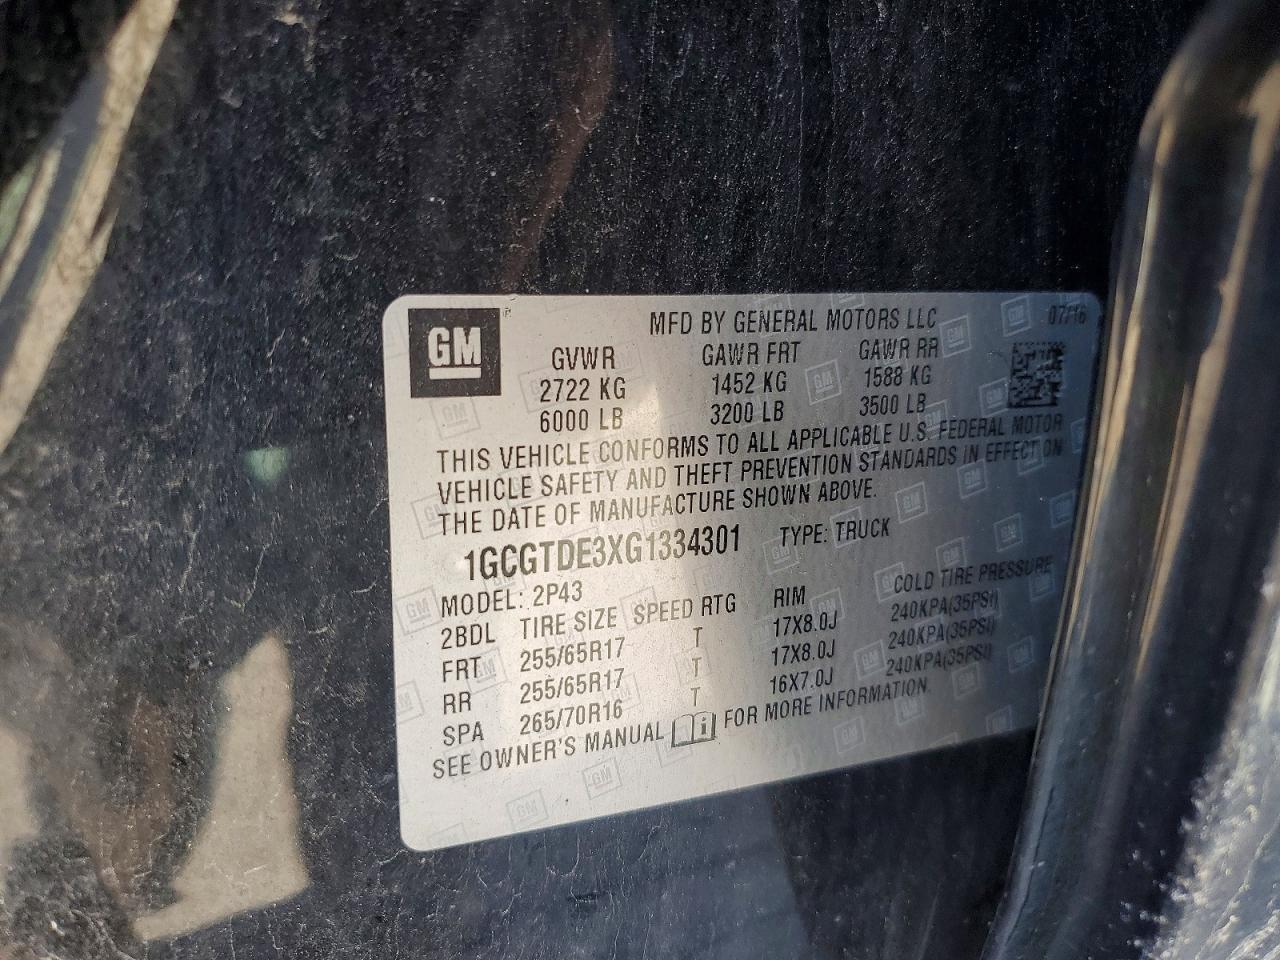 GM
MFD BY GENERAL MOTORS LLC 07/16
GVWR GAWR FRT GAWR RR
2722 KG 1452 KG 1588 KG
6000 LB 3200 LB 3500 LB
THIS VEHICLE CONFORMS TO ALL APPLICABLE U.S. FEDERAL MOTOR
VEHICLE SAFETY AND THEFT PREVENTION STANDARDS IN EFFECT ON
THE DATE OF MANUFACTURE SHOWN ABOVE.
1GCGTDE3XG1334301 TYPE: TRUCK
MODEL: 2P43
2BDL TIRE SIZE SPEED RTG RIM COLD TIRE PRESSURE
FRT 255/65R17 T 17X8.0J 240KPA(35PSI)
RR 255/65R17 T 17X8.0J 240KPA(35PSI)
SPA 265/70R16 T 16X7.0J 240KPA(35PSI)
SEE OWNER'S MANUAL FOR MORE INFORMATION.